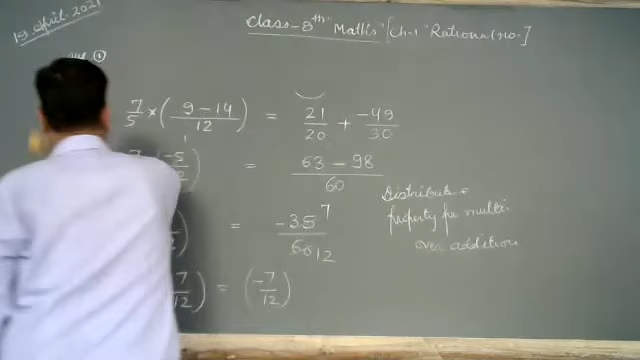 19 April 2021
Class-8th Maths [Ch-1 Rational no.]
7/5 × (9-14/12) = 21/20 + -49/30
-5 = 63-98/60
= -35 7/60 12
7/12) = (-7/12)
Distributive
property for multi-
over addition